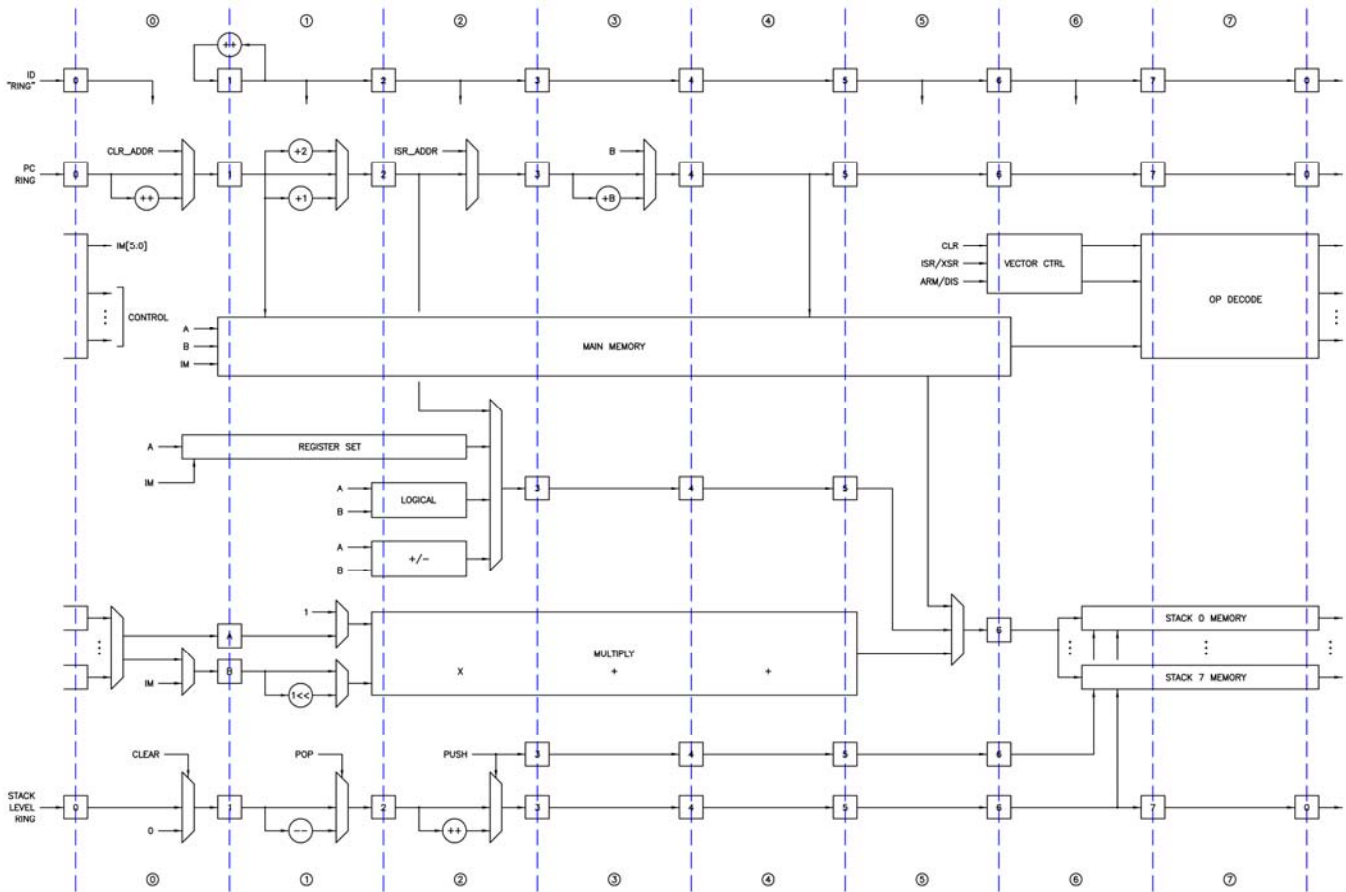 ⓪ ① ② ③ ④ ⑤ ⑥ ⑦
++
ID
"RING"
0 1 2 3 4 5 6 7 0
CLR_ADDR +2 ISR_ADDR B
PC
RING
0 1 2 3 4 5 6 7 0
++ +1 +B
IM[5:0]
CLR
ISR/XSR
ARM/DIS
VECTOR CTRL
OP DECODE
CONTROL
A
B
IM
MAIN MEMORY
A
REGISTER SET
IM
A
B
LOGICAL
3 4 5
A
B
+/-
1
STACK 0 MEMORY
A
6
MULTIPLY
IM
B
1<<
X + +
STACK 7 MEMORY
CLEAR POP PUSH
3 4 5 6
STACK
LEVEL
RING
0 1 2 3 4 5 6 7 0
0 -- ++
⓪ ① ② ③ ④ ⑤ ⑥ ⑦